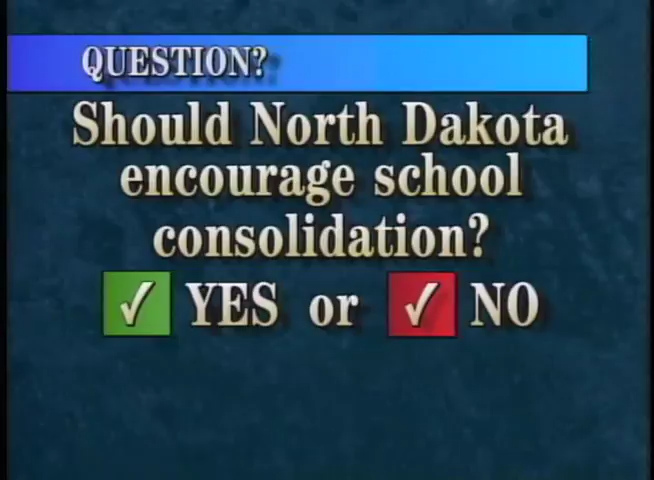 QUESTION?
Should North Dakota
encourage school
consolidation?
✓ YES or ✓ NO